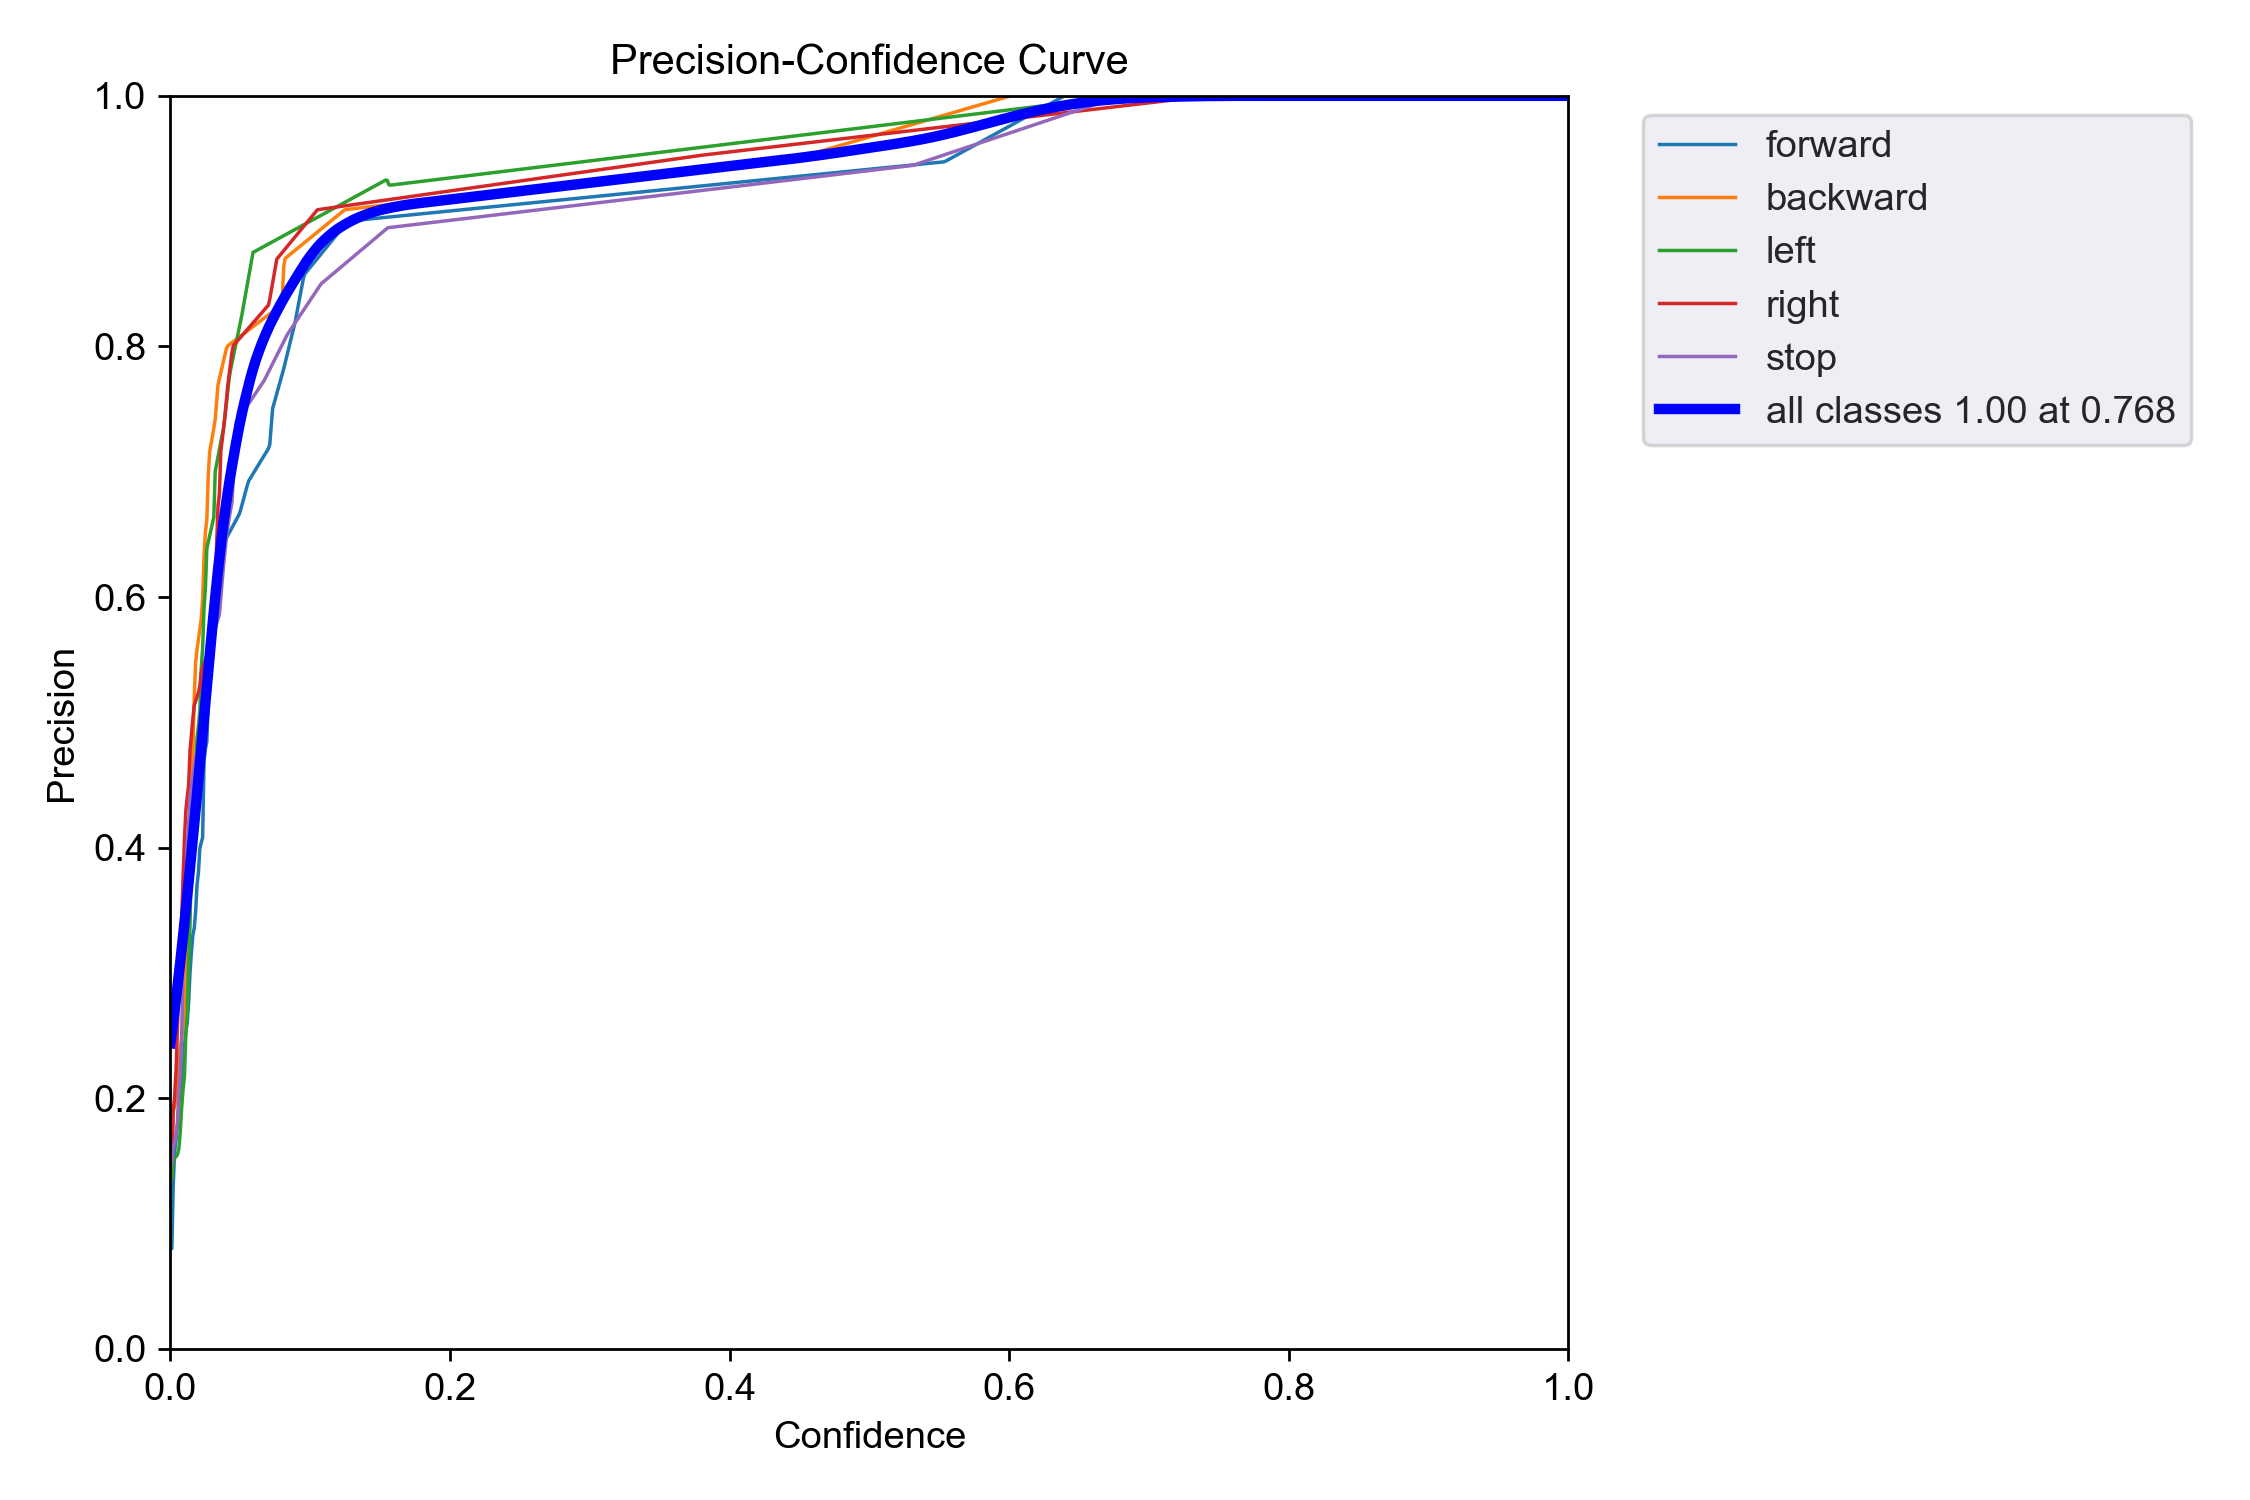 Precision-Confidence Curve
1.0
0.8
0.6
0.4
0.2
0.0
Precision
0.0 0.2 0.4 0.6 0.8 1.0
Confidence
forward
backward
left
right
stop
all classes 1.00 at 0.768